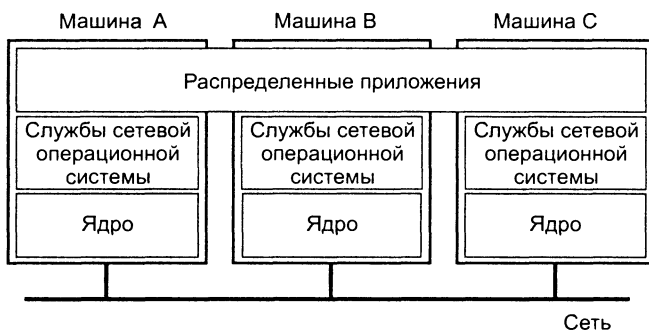 Машина A Машина B Машина C
Распределенные приложения
Службы сетевой Службы сетевой Службы сетевой
операционной операционной операционной
системы системы системы
Ядро Ядро Ядро
Сеть